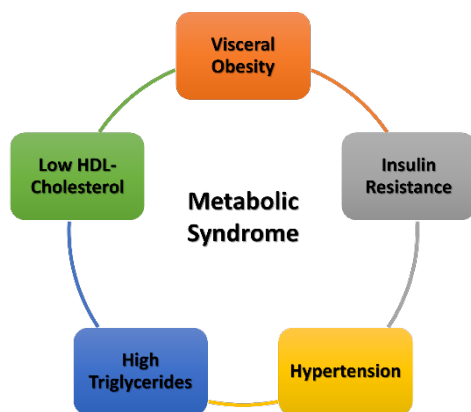 Visceral
Obesity
Low HDL-
Cholesterol
Insulin
Resistance
Metabolic
Syndrome
High
Triglycerides
Hypertension